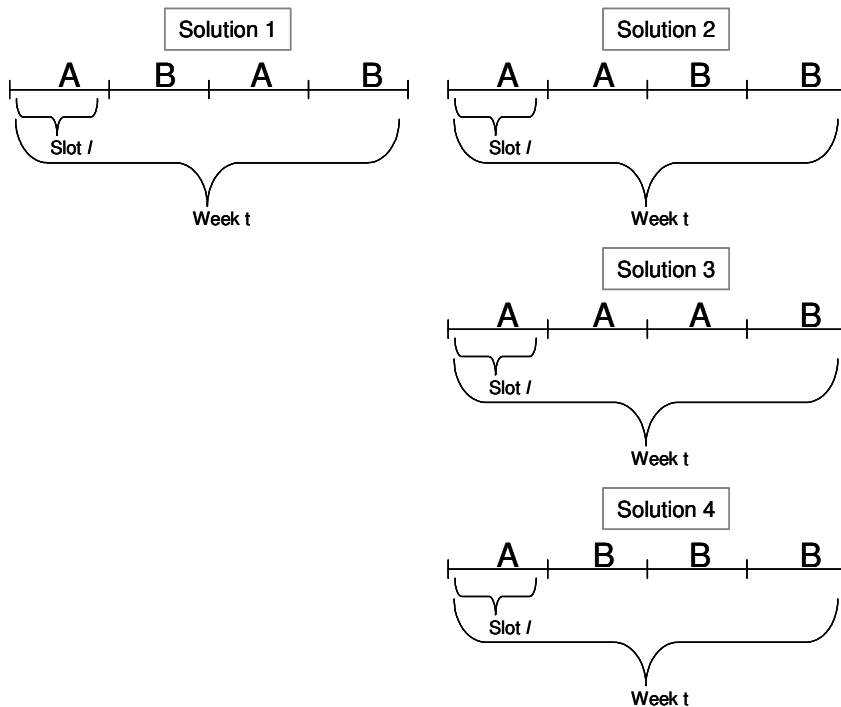 Solution 1
A B A B
Slot l
Week t
Solution 2
A A B B
Slot l
Week t
Solution 3
A A A B
Slot l
Week t
Solution 4
A B B B
Slot l
Week t